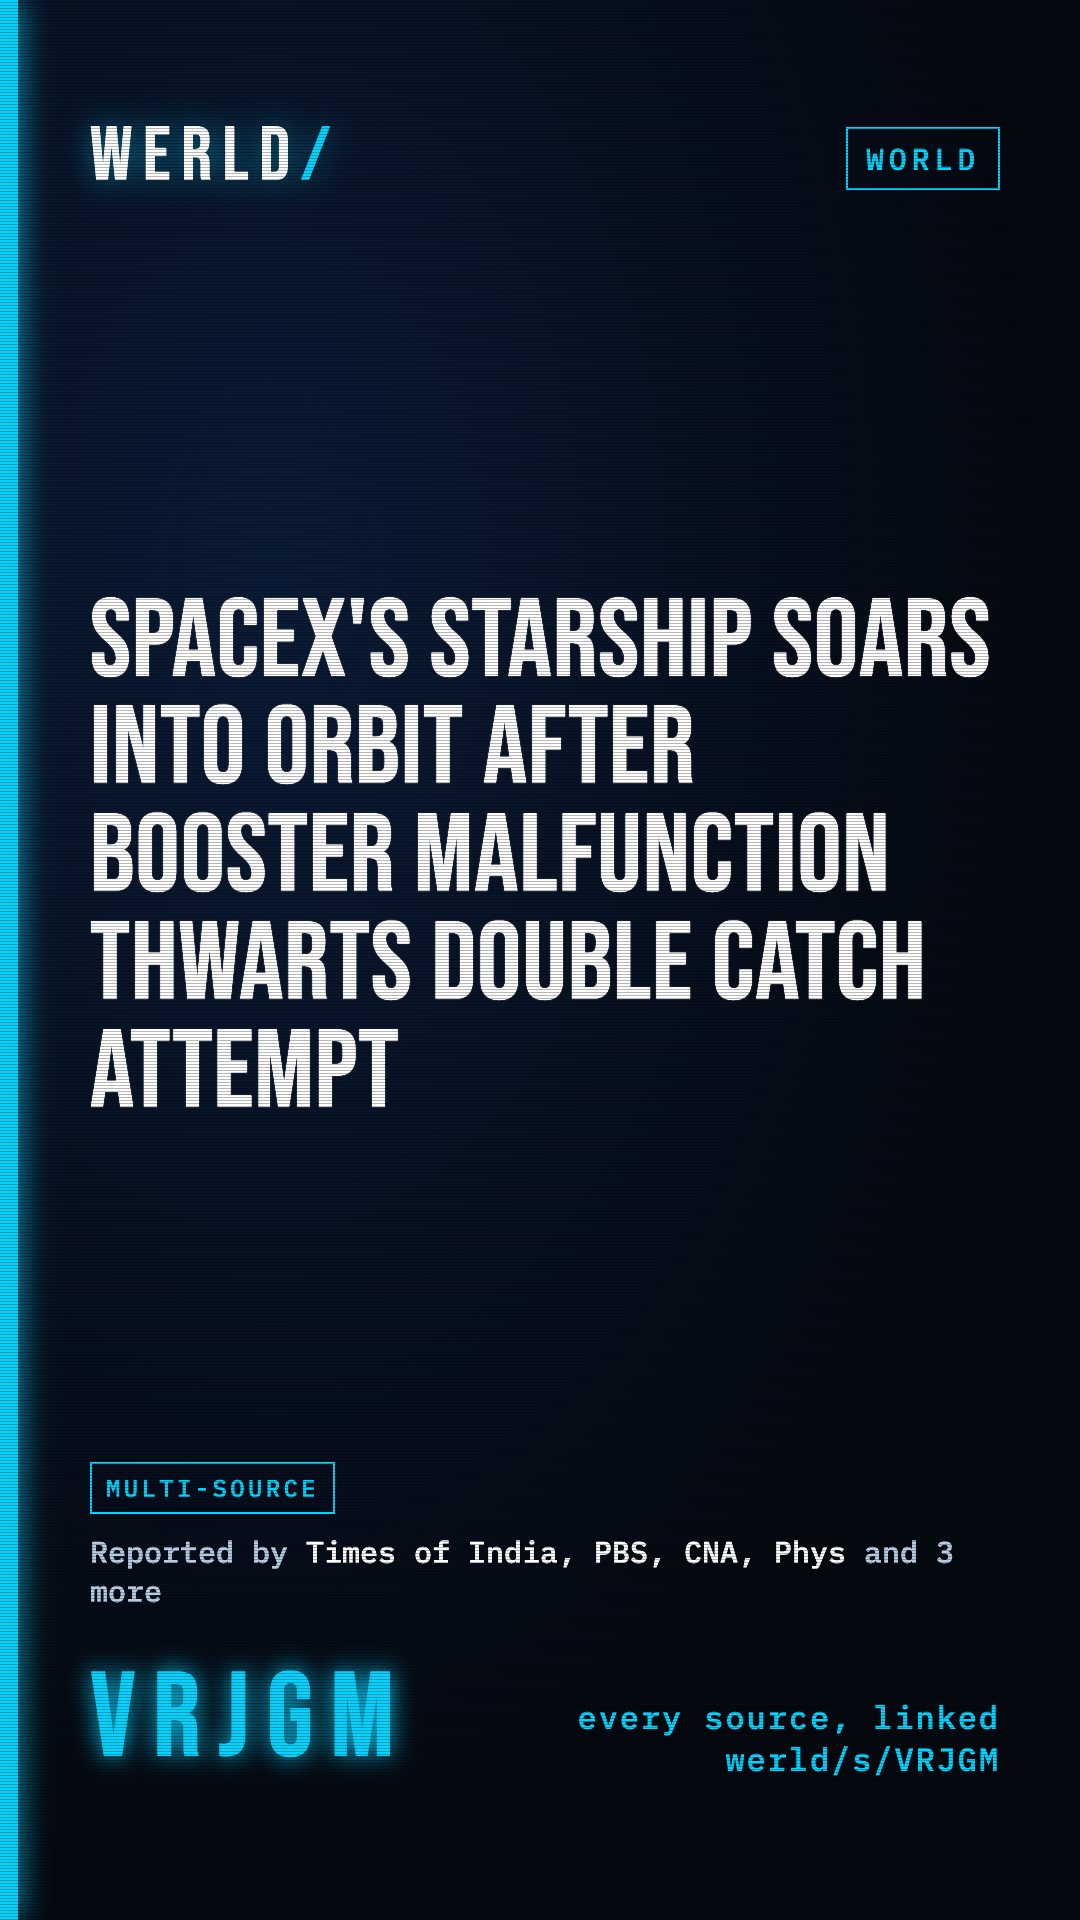 WERLD/
WORLD
SPACEX'S STARSHIP SOARS
INTO ORBIT AFTER
BOOSTER MALFUNCTION
THWARTS DOUBLE CATCH
ATTEMPT
MULTI-SOURCE
Reported by Times of India, PBS, CNA, Phys and 3
more
VRJGM
every source, linked
werld/s/VRJGM